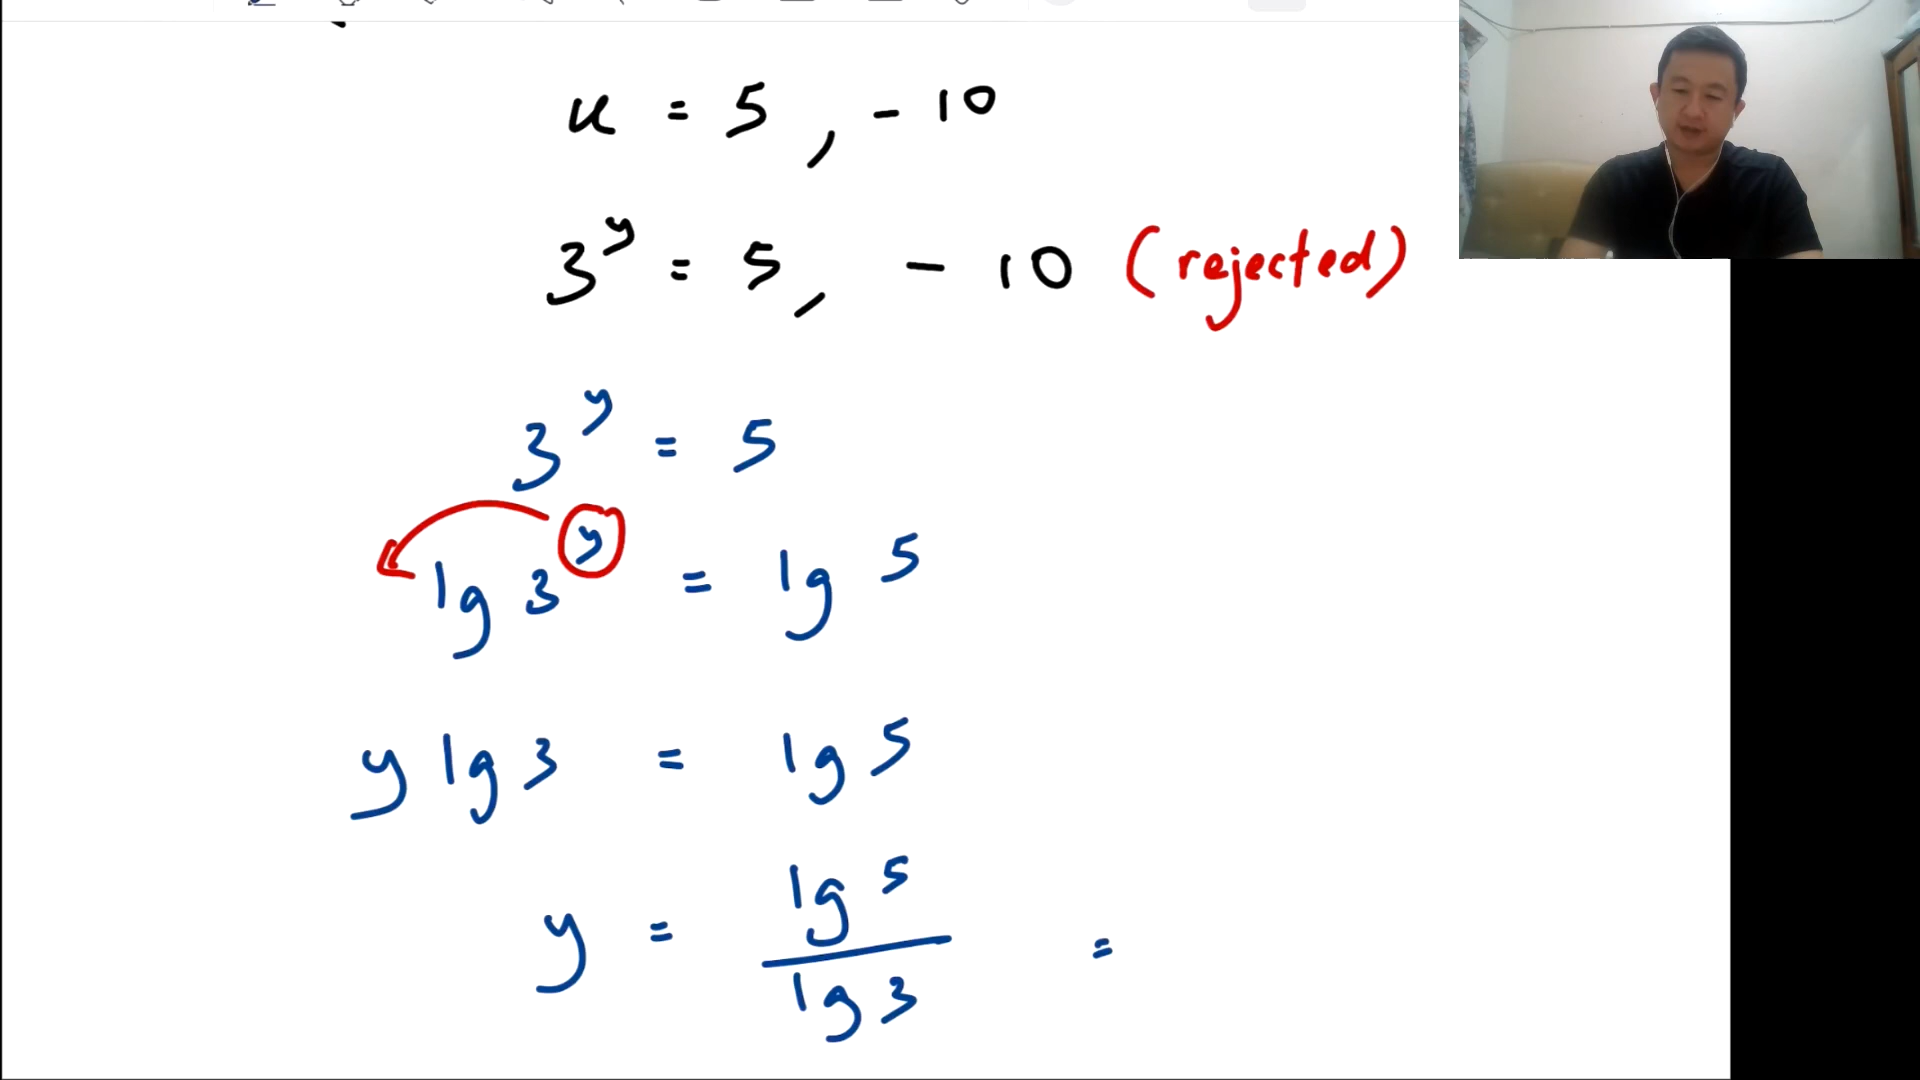 u = 5, -10
3^y = 5, -10 (rejected)
3^y = 5
lg 3^y = lg 5
y lg 3 = lg 5
y = lg 5 / lg 3 =